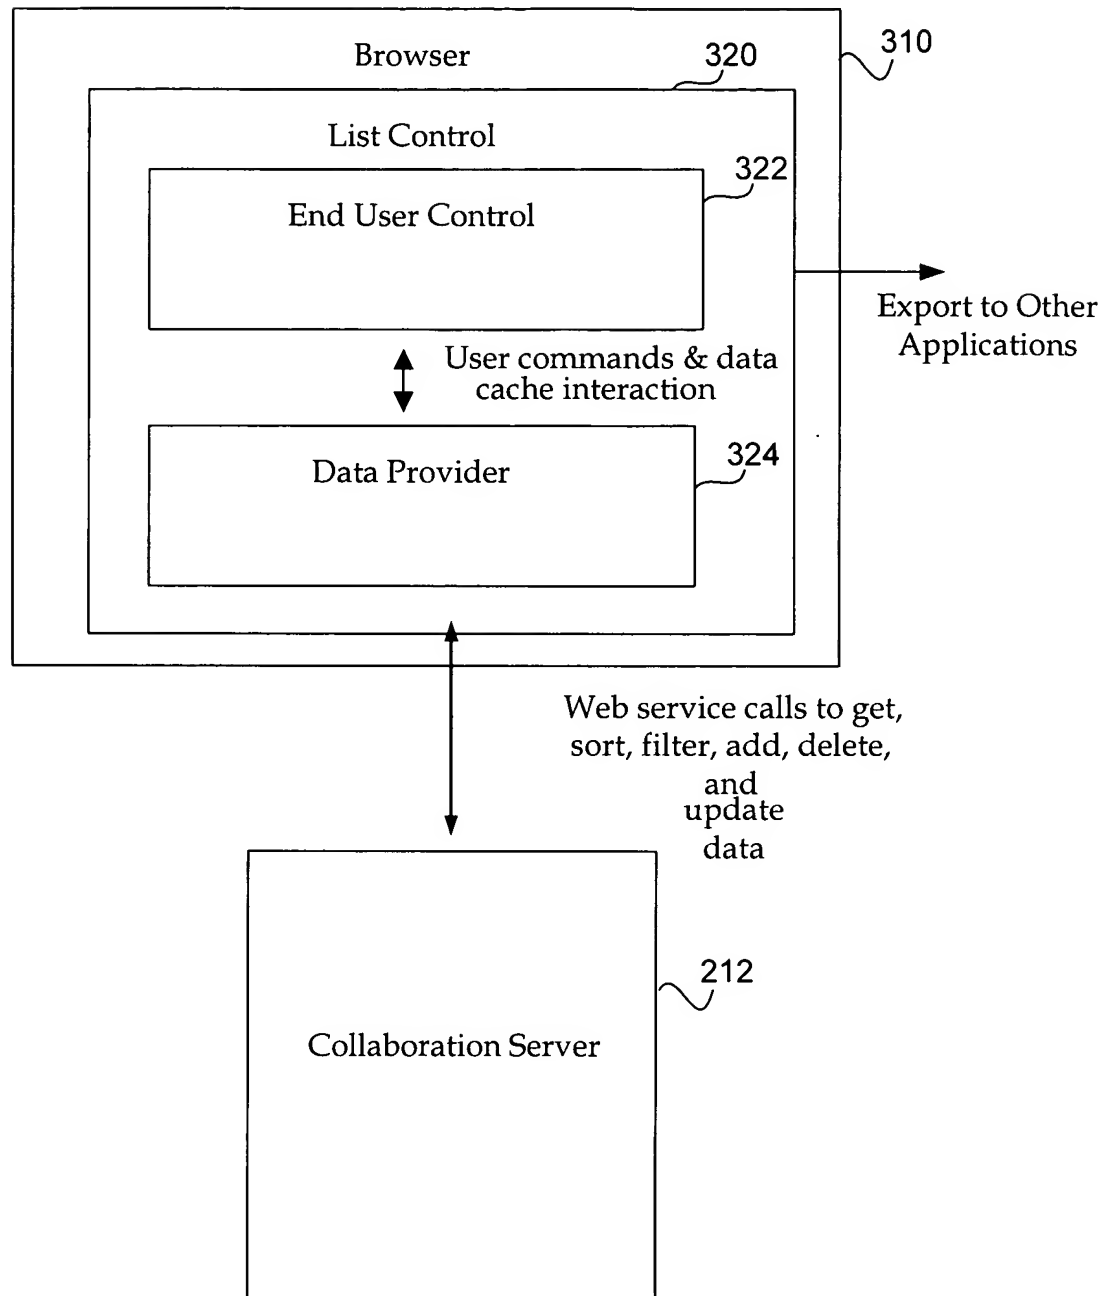 310
Browser
320
List Control
322
End User Control
Export to Other
Applications
User commands & data
cache interaction
324
Data Provider
Web service calls to get,
sort, filter, add, delete,
and
update
data
212
Collaboration Server